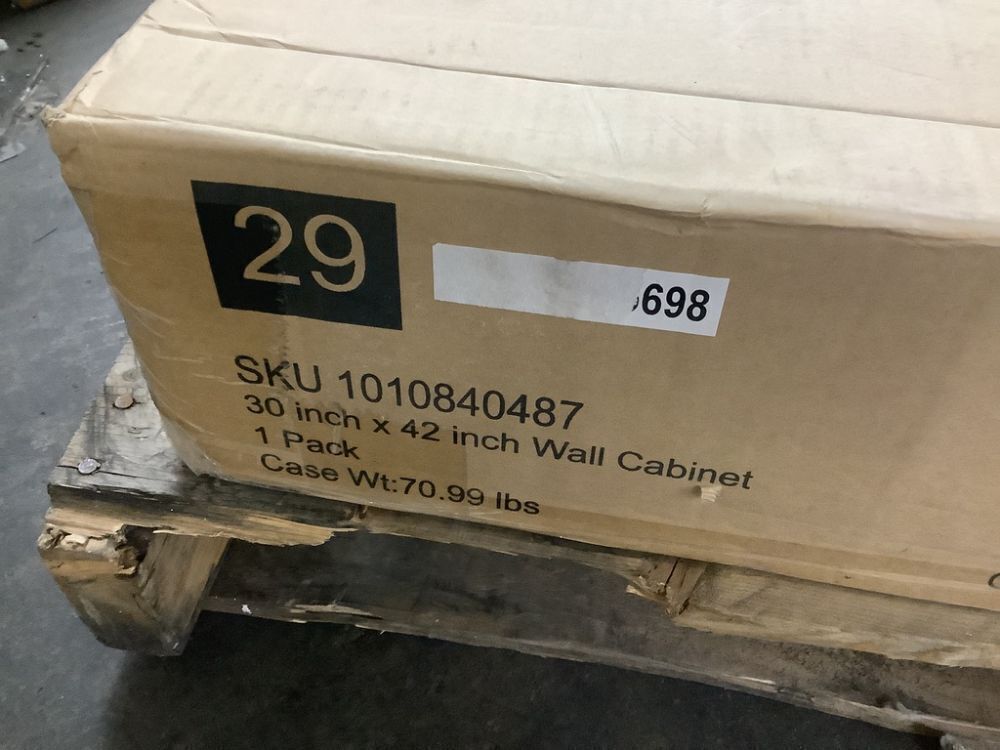 29
698
SKU 1010840487
30 inch x 42 inch Wall Cabinet
1 Pack
Case Wt:70.99 lbs